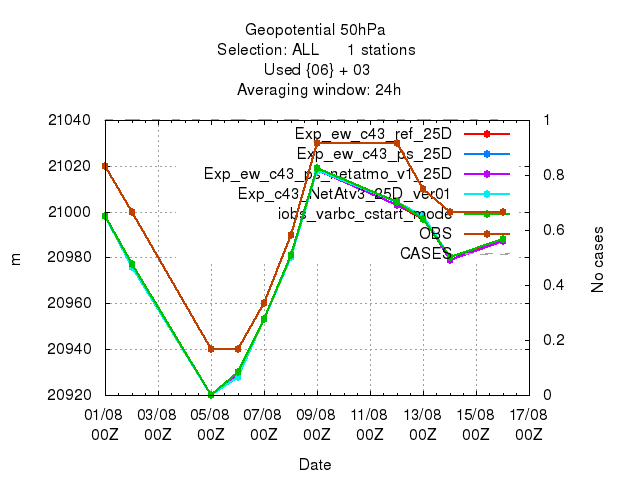 Geopotential 50hPa
Selection: ALL 1 stations
Used {06} + 03
Averaging window: 24h
21040
21020
21000
20980
20960
20940
20920
m
1
0.8
0.6
0.4
0.2
0
No cases
Exp_ew_c43_ref_25D
Exp_ew_c43_ps_25D
Exp_ew_c43_ps_netatmo_v1_25D
Exp_c43_NetAtv3_25D_ver01
iobs_varbc_cstart_mode
OBS
CASES
01/08 03/08 05/08 07/08 09/08 11/08 13/08 15/08 17/08
00Z 00Z 00Z 00Z 00Z 00Z 00Z 00Z 00Z
Date